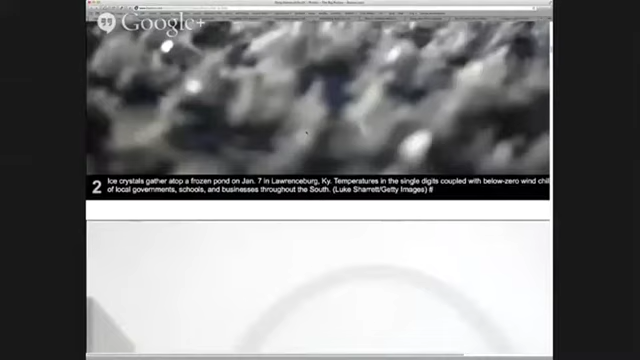 Google+
2 Ice crystals gather atop a frozen pond on Jan. 7 in Lawrenceburg, Ky. Temperatures in the single digits coupled with below-zero wind chil
of local governments, schools, and businesses throughout the South. (Luke Sharrett/Getty Images) #